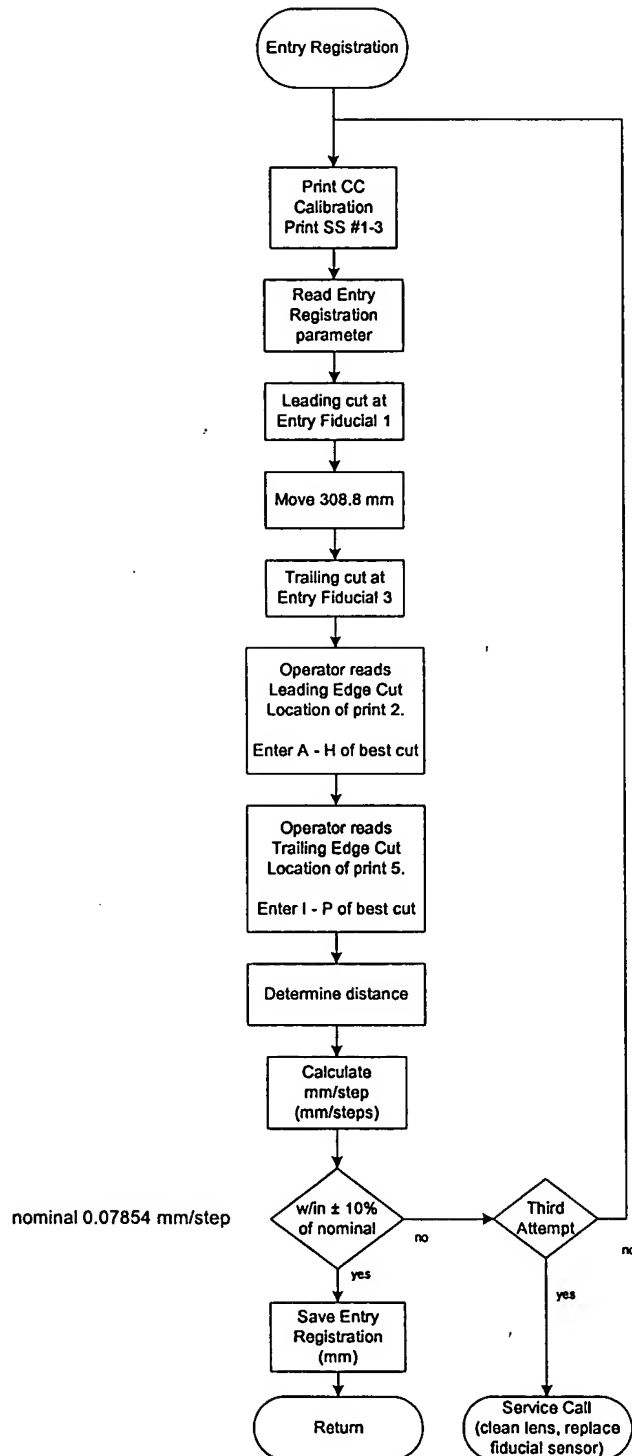 Entry Registration
Print CC
Calibration
Print SS #1-3
Read Entry
Registration
parameter
Leading cut at
Entry Fiducial 1
Move 308.8 mm
Trailing cut at
Entry Fiducial 3
Operator reads
Leading Edge Cut
Location of print 2.
Enter A - H of best cut
Operator reads
Trailing Edge Cut
Location of print 5.
Enter I - P of best cut
Determine distance
Calculate
mm/step
(mm/steps)
nominal 0.07854 mm/step
w/in ± 10%
of nominal
no
Third
Attempt
no
yes
yes
Save Entry
Registration
(mm)
Return
Service Call
(clean lens, replace
fiducial sensor)